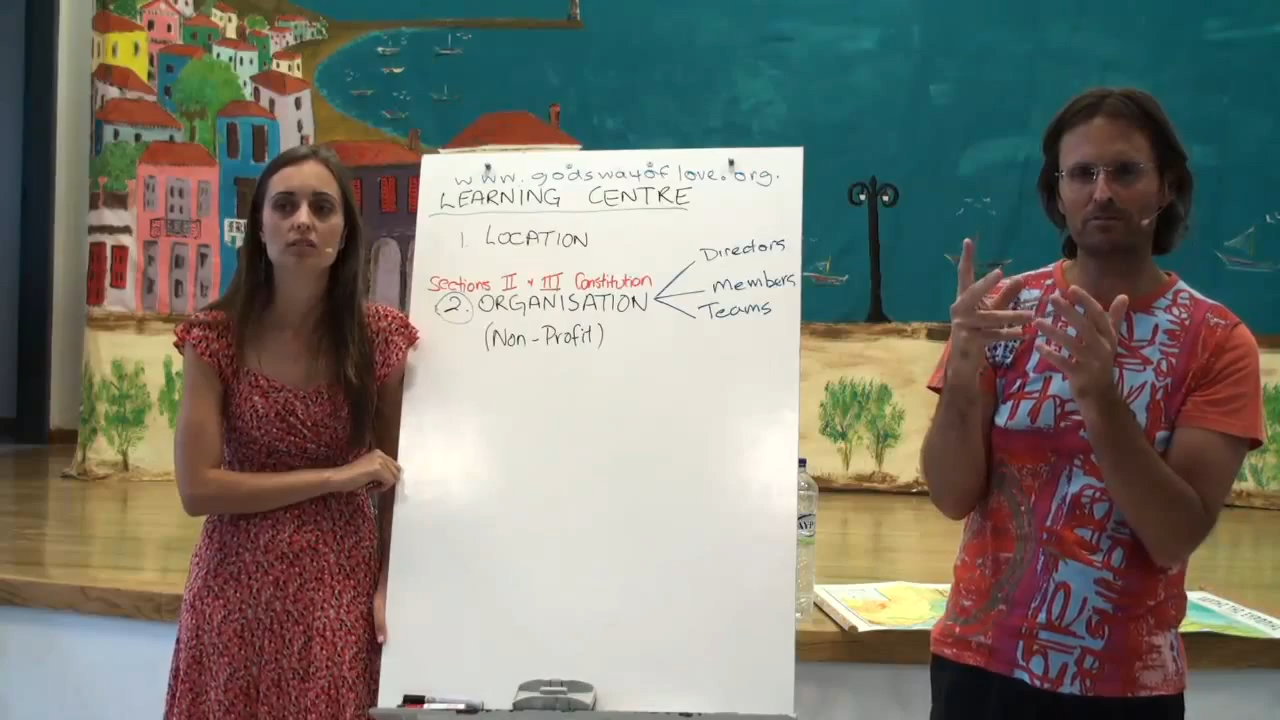 www.godswayoflove.org.
LEARNING CENTRE
1. LOCATION
Directors
Sections II & III Constitution
Members
2. ORGANISATION
Teams
(Non-Profit)